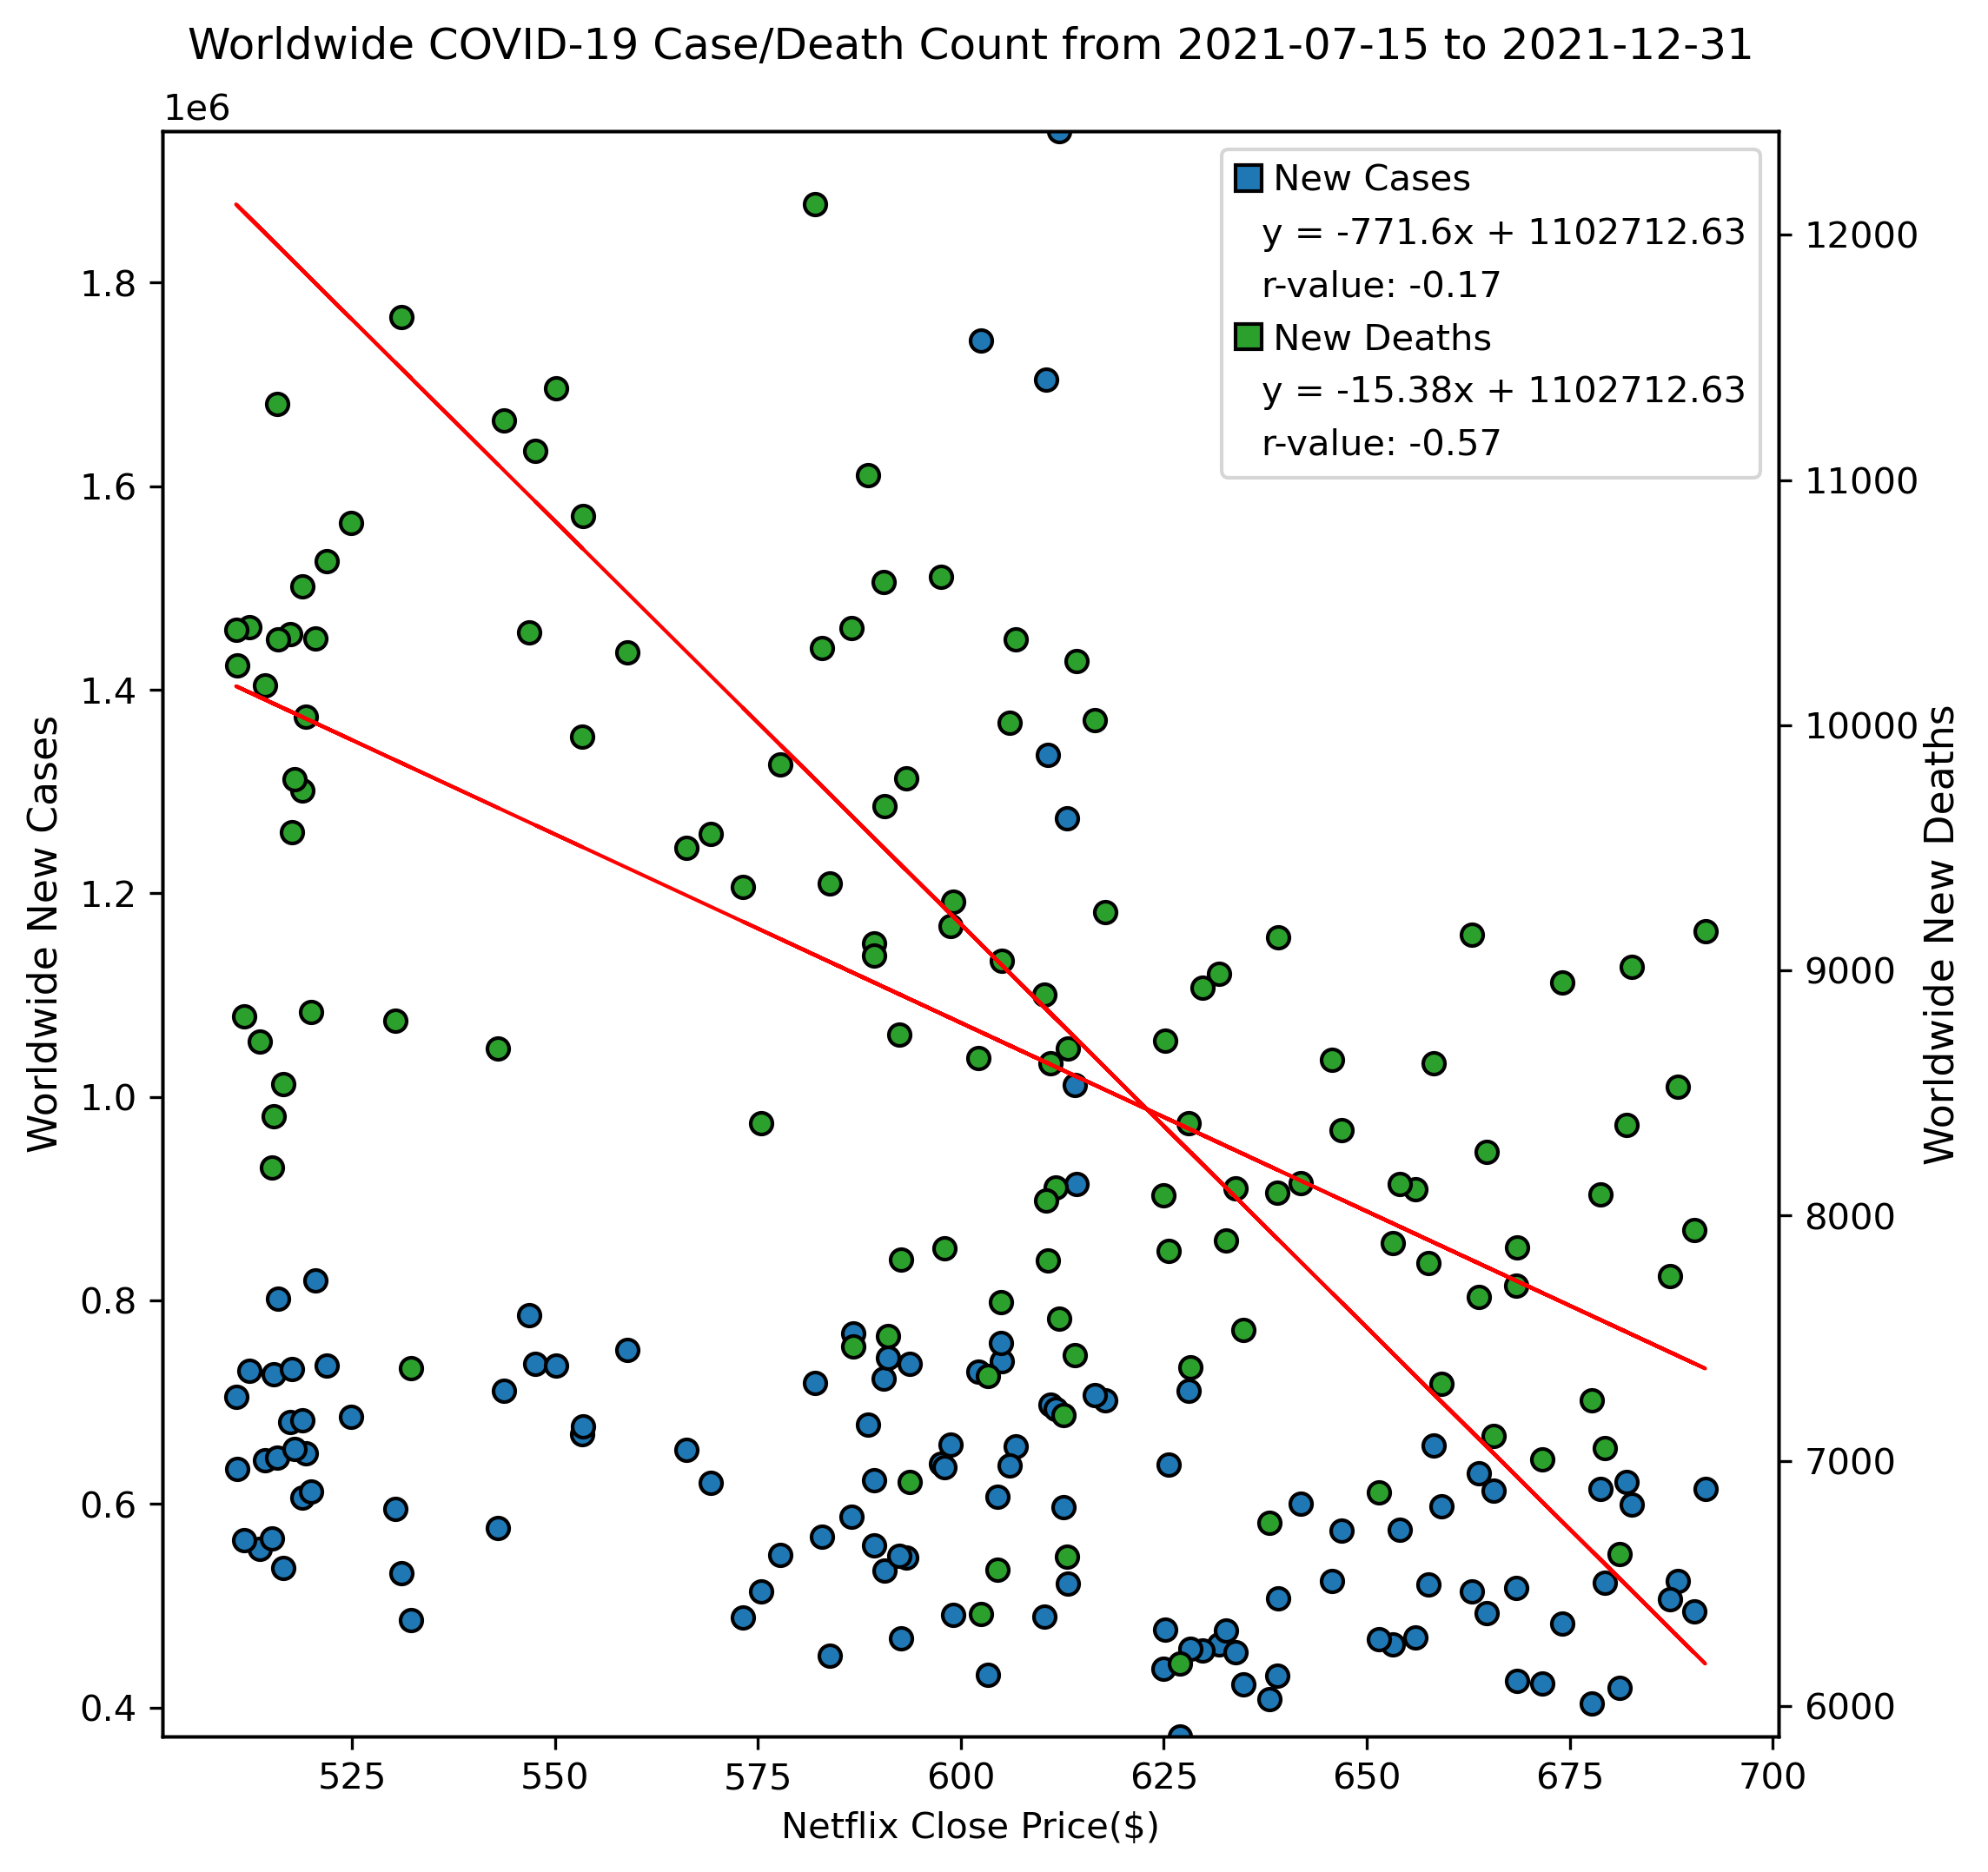 Worldwide COVID-19 Case/Death Count from 2021-07-15 to 2021-12-31
1e6
New Cases
y = -771.6x + 1102712.63
r-value: -0.17
New Deaths
y = -15.38x + 1102712.63
r-value: -0.57
Worldwide New Cases
1.8
1.6
1.4
1.2
1.0
0.8
0.6
0.4
12000
11000
10000
9000
8000
7000
6000
Worldwide New Deaths
525 550 575 600 625 650 675 700
Netflix Close Price($)